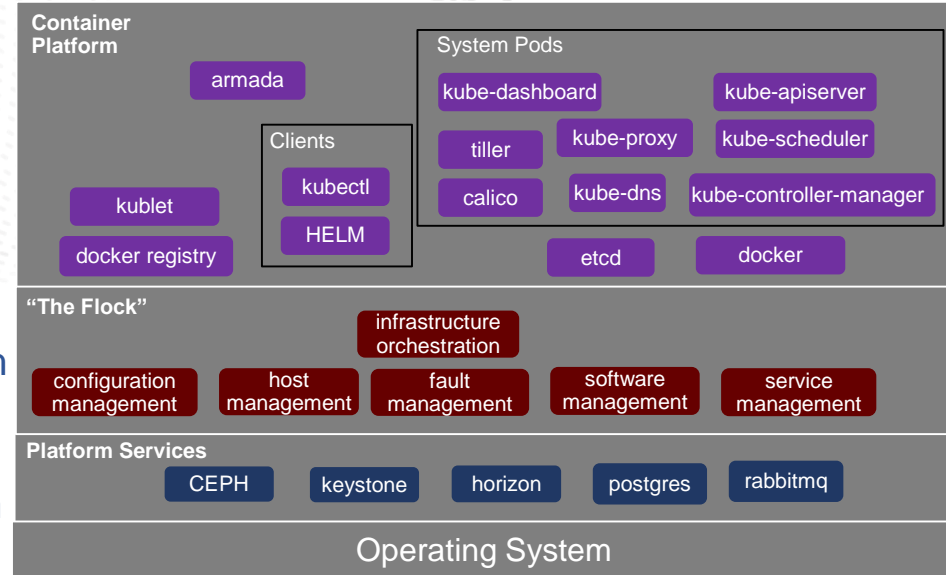 Container
Platform
armada
System Pods
kube-dashboard
kube-apiserver
Clients
tiller
kube-proxy
kube-scheduler
kubectl
calico
kube-dns
kube-controller-manager
kublet
HELM
docker registry
etcd
docker
“The Flock”
infrastructure
orchestration
configuration
management
host
management
fault
management
software
management
service
management
Platform Services
CEPH
keystone
horizon
postgres
rabbitmq
Operating System